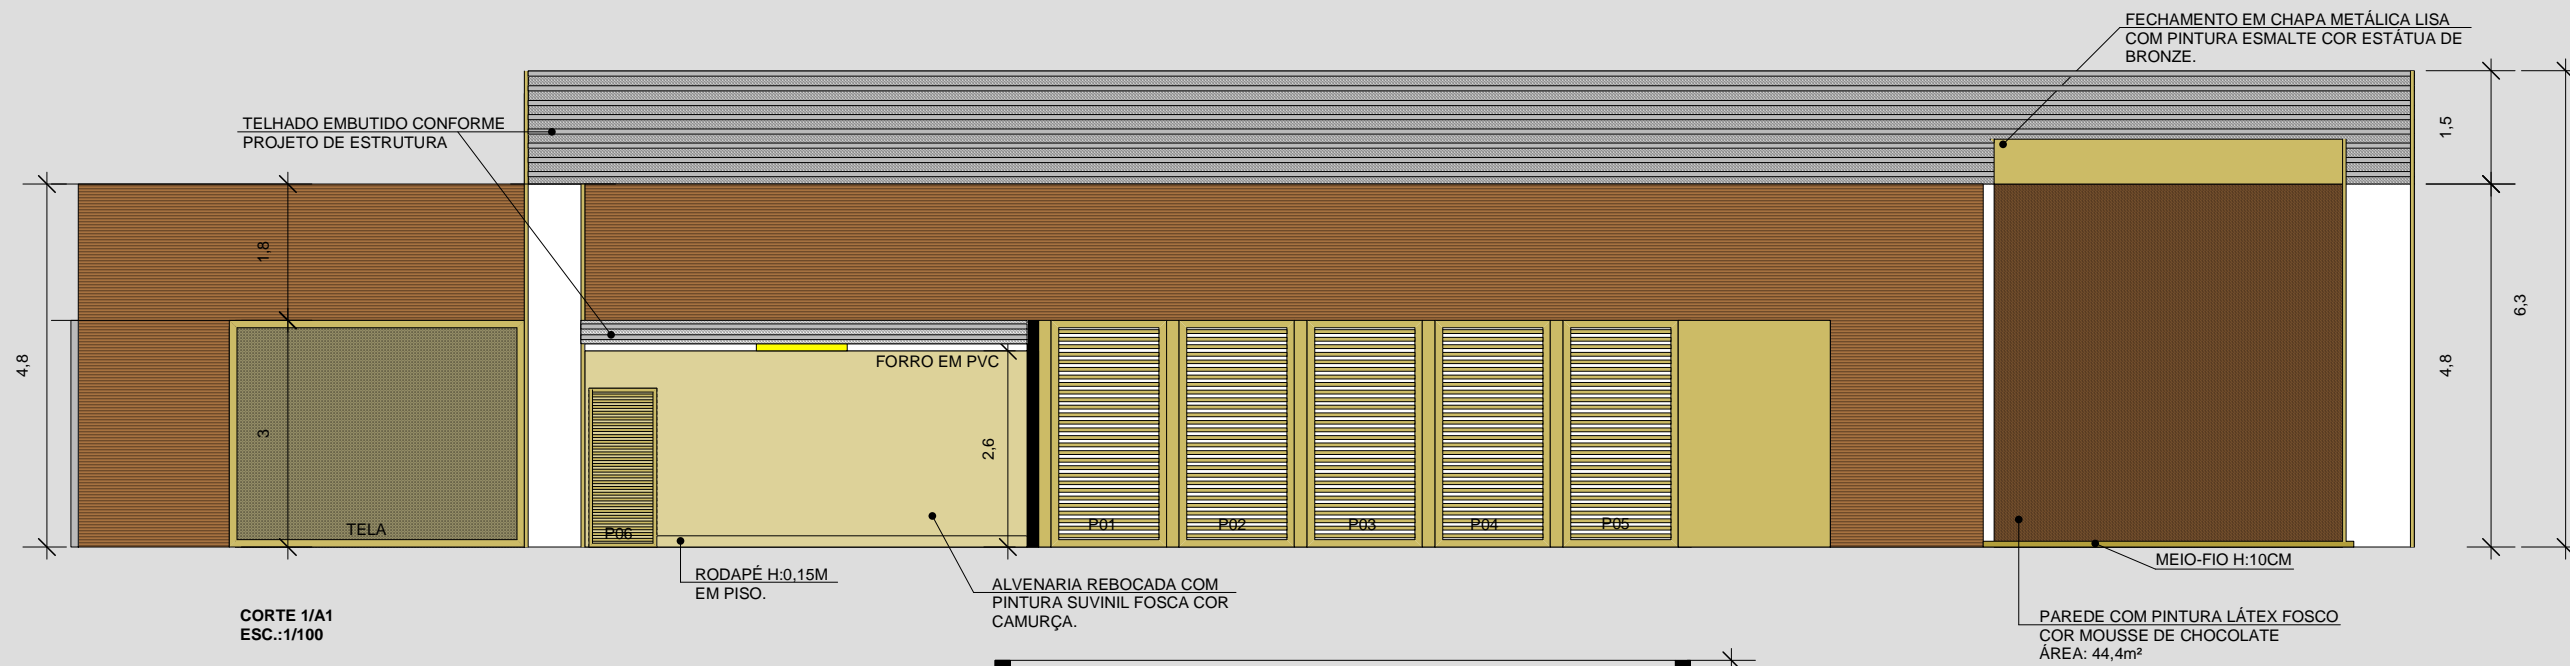 FECHAMENTO EM CHAPA METÁLICA LISA
COM PINTURA ESMALTE COR ESTÁTUA DE
BRONZE.
TELHADO EMBUTIDO CONFORME
PROJETO DE ESTRUTURA
1,5
1,8
6,3
4,8
4,8
FORRO EM PVC
3
2,6
TELA
P06
P01
P02
P03
P04
P05
MEIO-FIO H:10CM
RODAPÉ H:0,15M
EM PISO.
ALVENARIA REBOCADA COM
PINTURA SUVINIL FOSCA COR
CAMURÇA.
CORTE 1/A1
ESC.:1/100
PAREDE COM PINTURA LÁTEX FOSCO
COR MOUSSE DE CHOCOLATE
ÁREA: 44,4m²